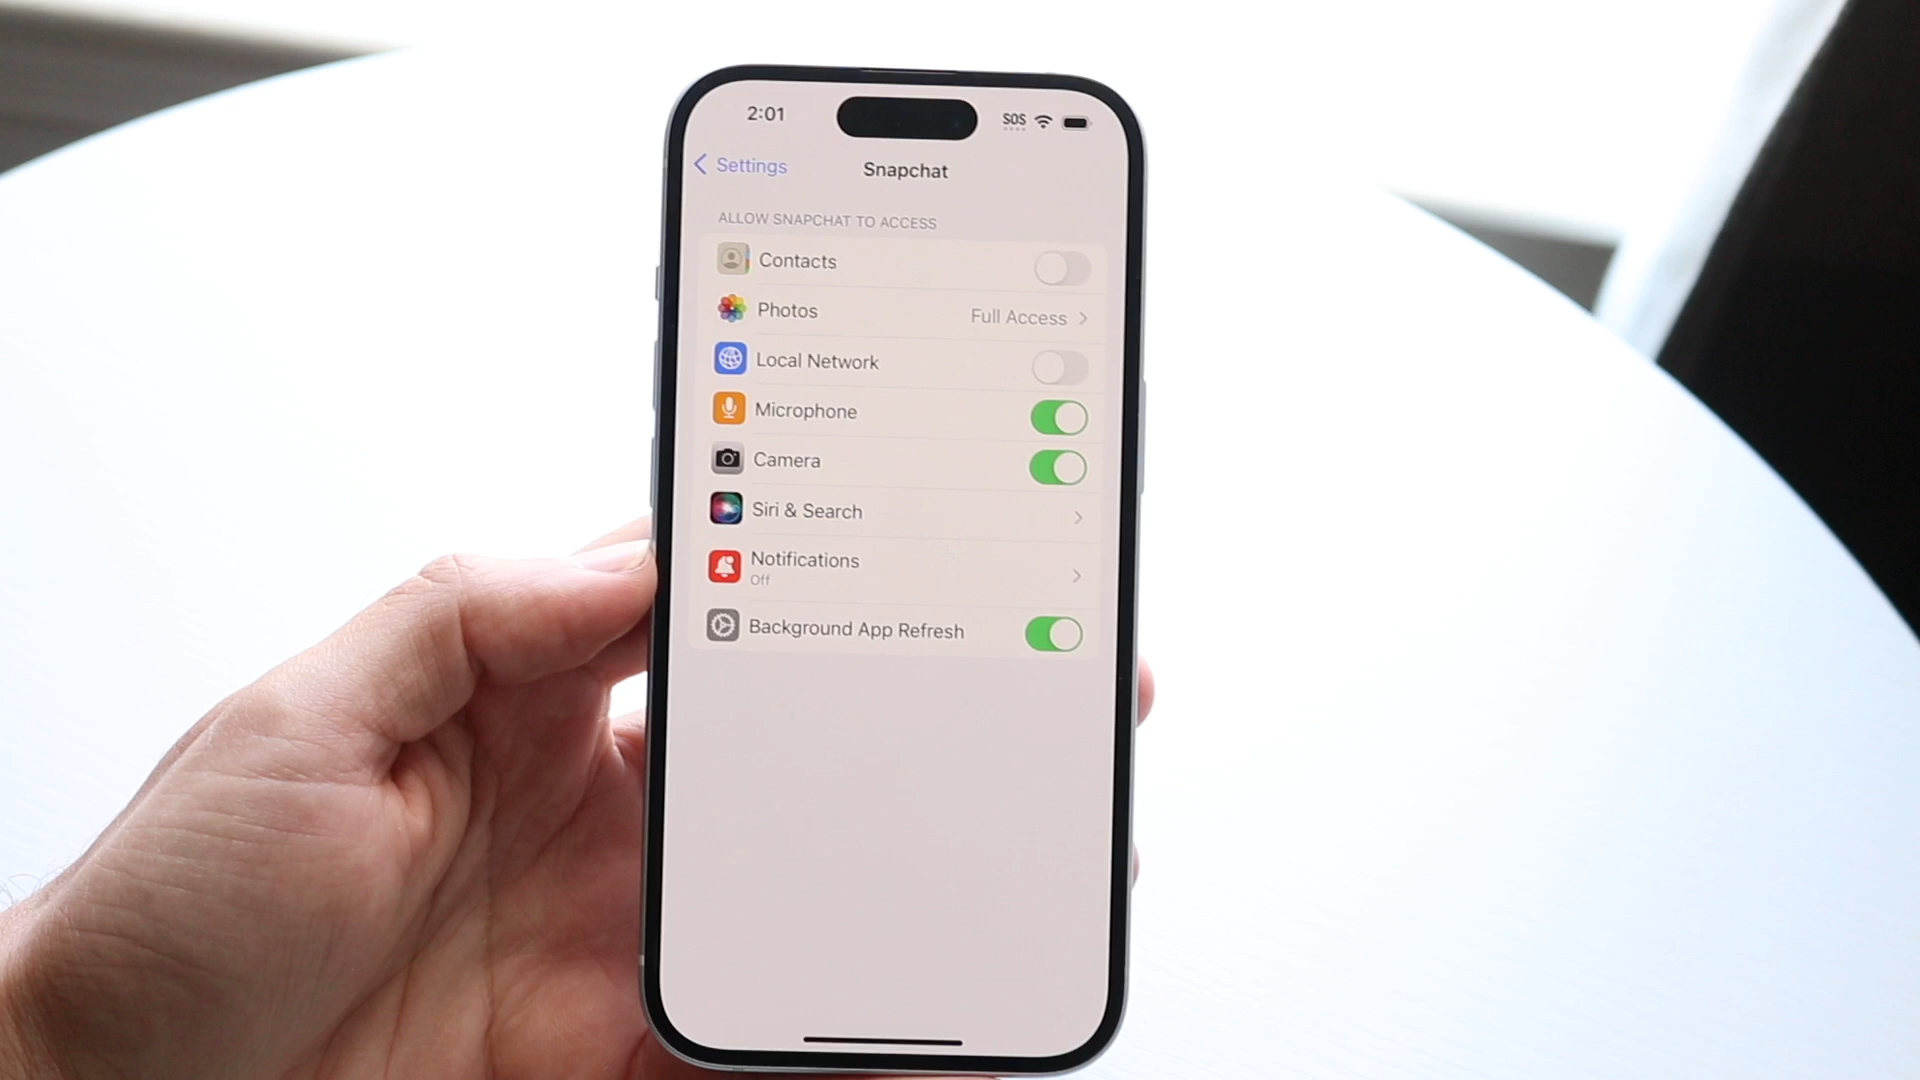 2:01
SOS
Settings
Snapchat
ALLOW SNAPCHAT TO ACCESS
Contacts
Photos Full Access
Local Network
Microphone
Camera
Siri & Search
Notifications
Off
Background App Refresh